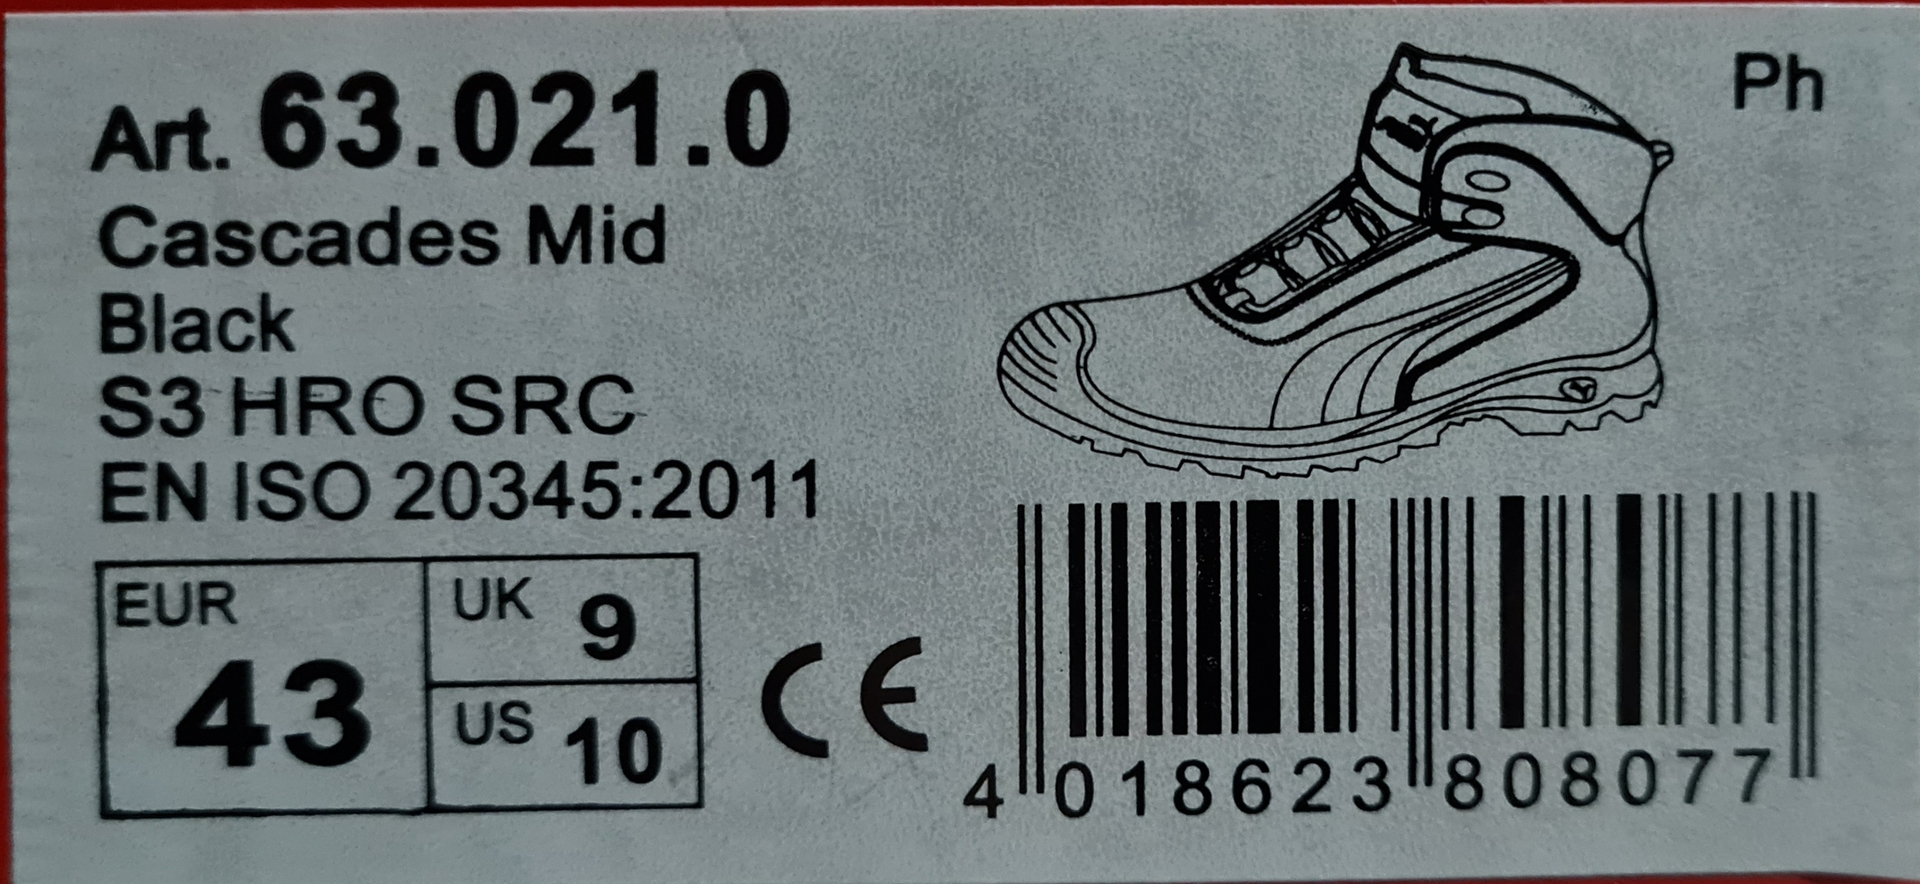 Art. 63.021.0
Cascades Mid
Black
S3 HRO SRC
EN ISO 20345:2011
EUR
43
UK 9
US 10
CE
Ph
4 018623 808077